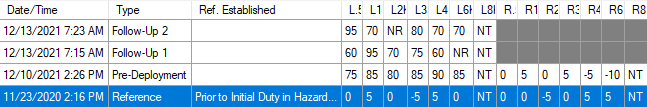 Date/Time Type Ref. Established L.5 L1 L2K L3 L4 L6K L8K R. R1 R2 R3 R4 R6 R8
12/13/2021 7:23 AM Follow-Up 2 95 70 NR 80 70 70 NT
12/13/2021 7:15 AM Follow-Up 1 60 95 70 75 60 NR NT
12/10/2021 2:26 PM Pre-Deployment 75 85 80 85 90 85 NT 0 5 0 5 -5 -10 NT
11/23/2020 2:16 PM Reference Prior to Initial Duty in Hazard... 0 5 0 -5 5 0 NT 0 0 -5 0 5 5 NT